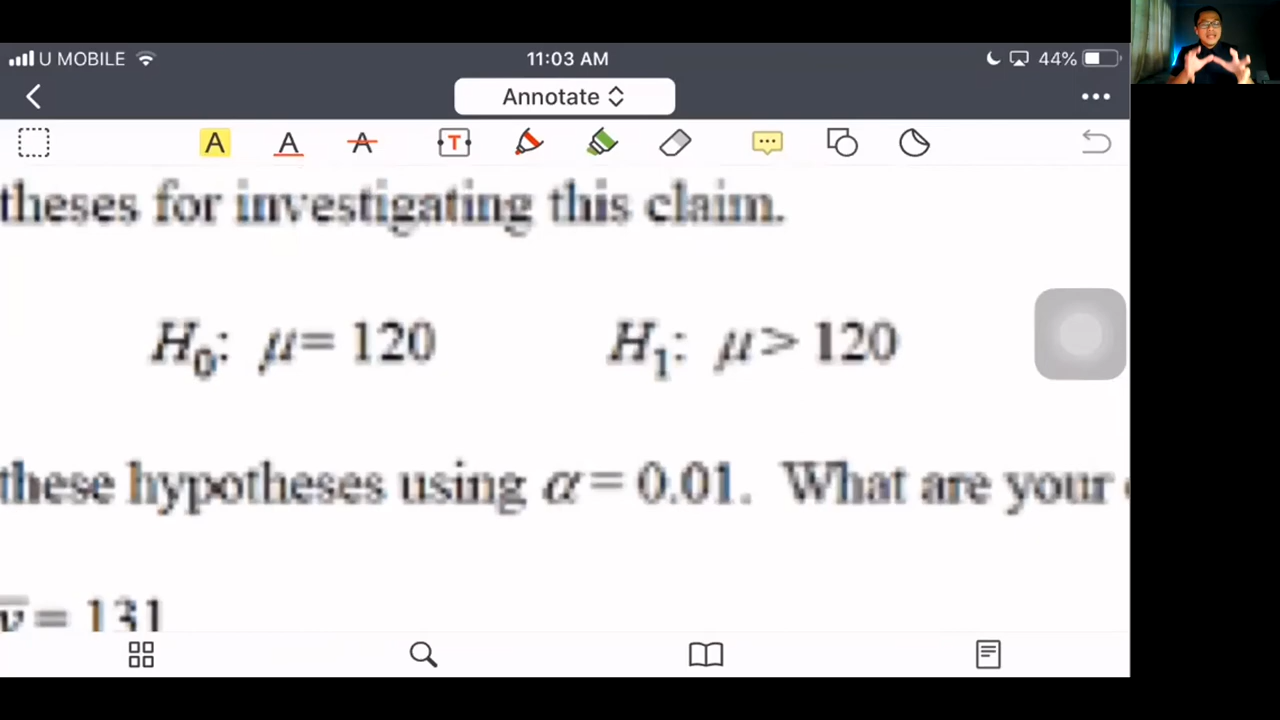 U MOBILE 11:03 AM 44%
Annotate
theses for investigating this claim.
H₀: μ = 120 H₁: μ > 120
these hypotheses using α = 0.01. What are your
y̅ = 131